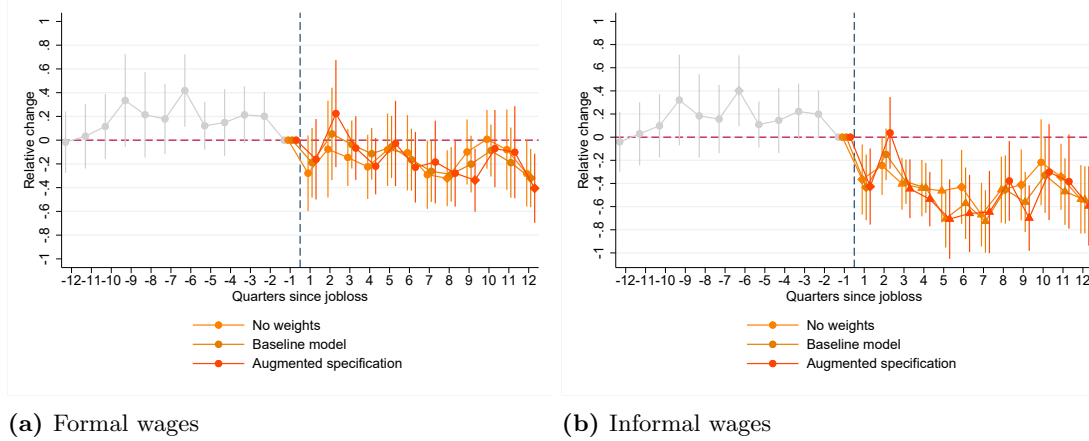 1
.8
.6
.4
.2
0
-.2
-.4
-.6
-.8
-1
Relative change
-12 -11 -10 -9 -8 -7 -6 -5 -4 -3 -2 -1 1 2 3 4 5 6 7 8 9 10 11 12
Quarters since jobloss
No weights
Baseline model
Augmented specification
(a) Formal wages
1
.8
.6
.4
.2
0
-.2
-.4
-.6
-.8
-1
Relative change
-12 -11 -10 -9 -8 -7 -6 -5 -4 -3 -2 -1 1 2 3 4 5 6 7 8 9 10 11 12
Quarters since jobloss
No weights
Baseline model
Augmented specification
(b) Informal wages